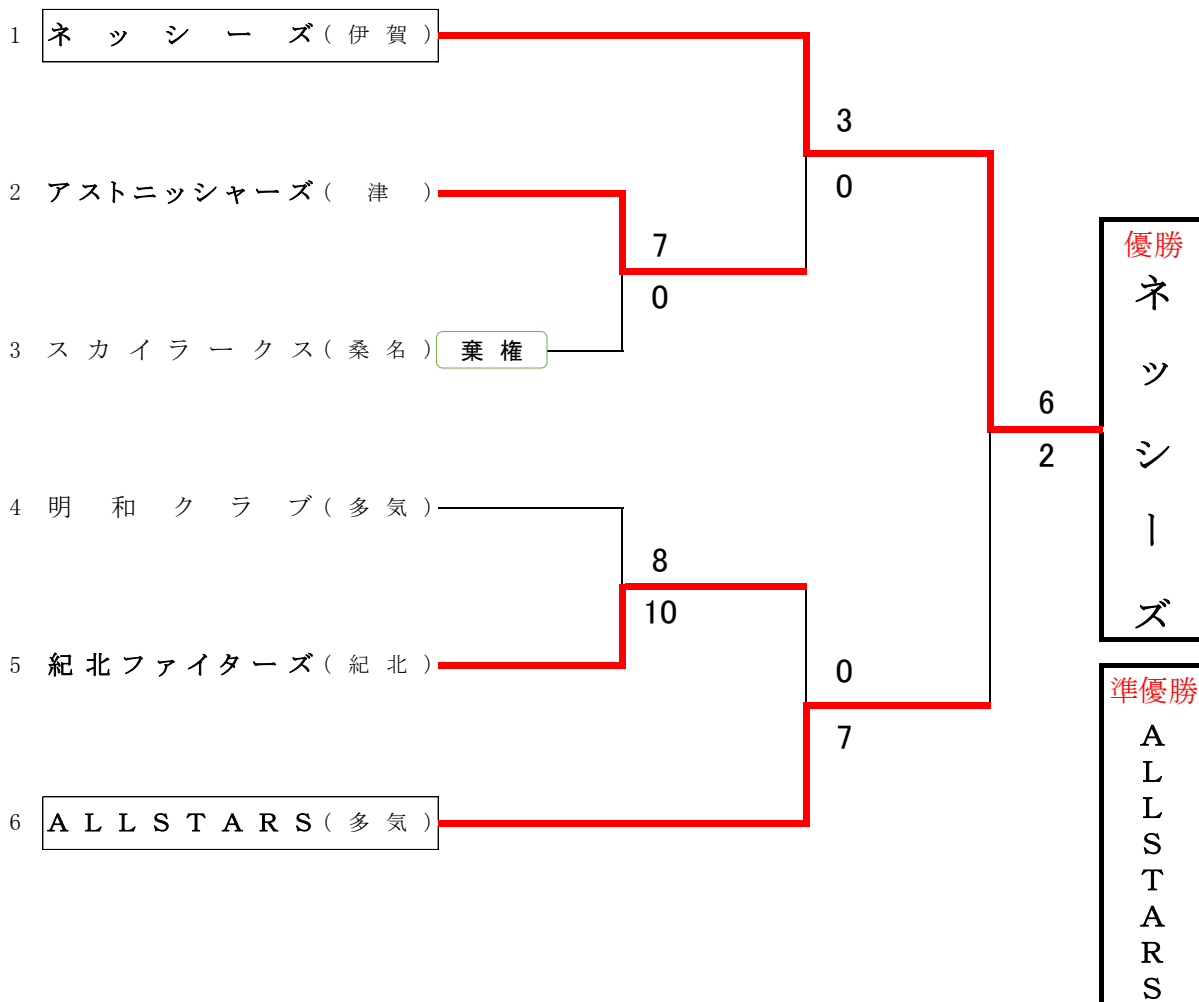 1 ネッシーズ(伊賀)
3
0
2 アストニッシャーズ(津)
7
0
3 スカイラークス(桑名) 棄権
6
2
4 明和クラブ(多気)
8
10
5 紀北ファイターズ(紀北)
0
7
6 ALLSTARS(多気)
優勝
ネッシーズ
準優勝
ALLSTARS